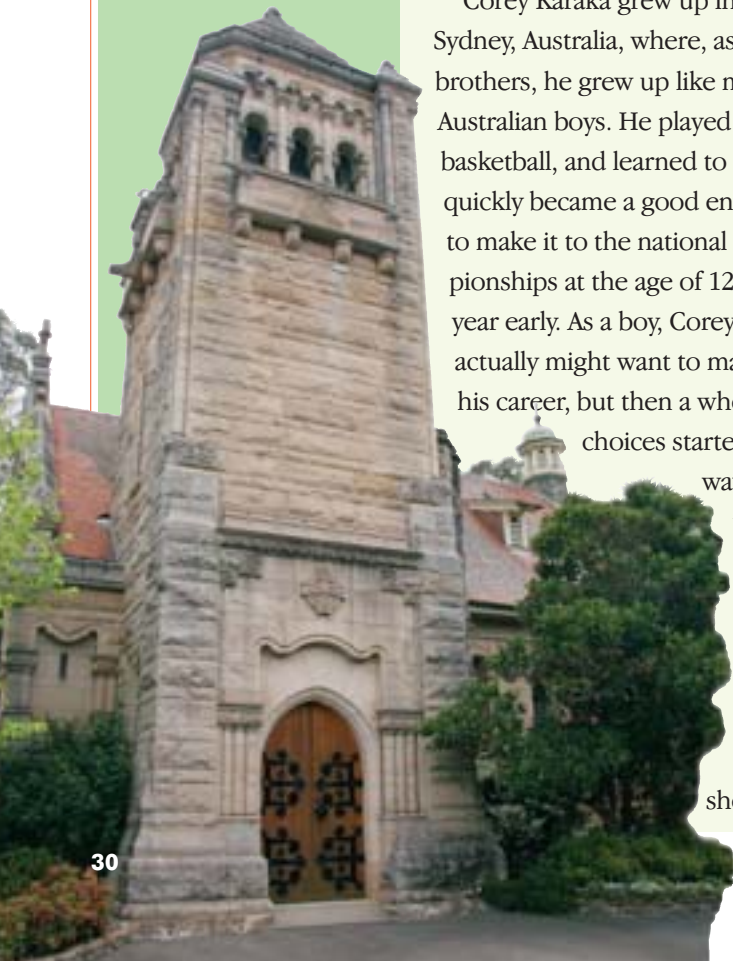 Corey Karaka grew up in
Sydney, Australia, where, as
brothers, he grew up like
Australian boys. He played
basketball, and learned to
quickly became a good
to make it to the national
pionships at the age of 12
year early. As a boy, Corey
actually might want to
his career, but then a
choices
30